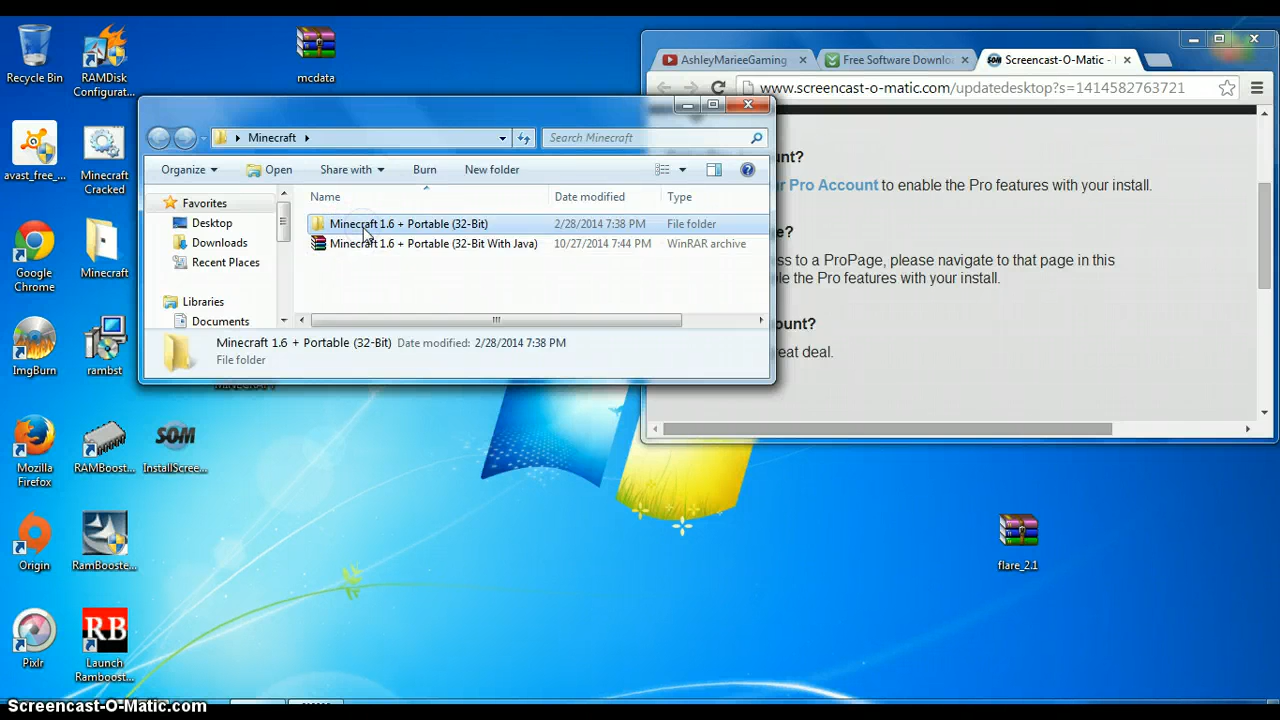 Recycle Bin
RAMDisk
Configurat...
mcdata
avast_free_...
Minecraft
Cracked
Google
Chrome
Minecraft
ImgBurn
rambst
Mozilla
Firefox
RAMBoost...
InstallScree...
Origin
RamBooste...
Pixlr
RB
Launch
Ramboost...
SOM
flare_2.1
Minecraft
Search Minecraft
Organize
Open
Share with
Burn
New folder
Favorites
Desktop
Downloads
Recent Places
Libraries
Documents
Name
Date modified
Type
Minecraft 1.6 + Portable (32-Bit)
2/28/2014 7:38 PM
File folder
Minecraft 1.6 + Portable (32-Bit With Java)
10/27/2014 7:44 PM
WinRAR archive
Minecraft 1.6 + Portable (32-Bit) Date modified: 2/28/2014 7:38 PM
File folder
AshleyMarieeGaming
Free Software Downlo
SOM
Screencast-O-Matic -
www.screencast-o-matic.com/updatedesktop?s=1414582763721
Pro Account to enable the Pro features with your install.
ss to a ProPage, please navigate to that page in this
le the Pro features with your install.
ount?
eat deal.
Screencast-O-Matic.com